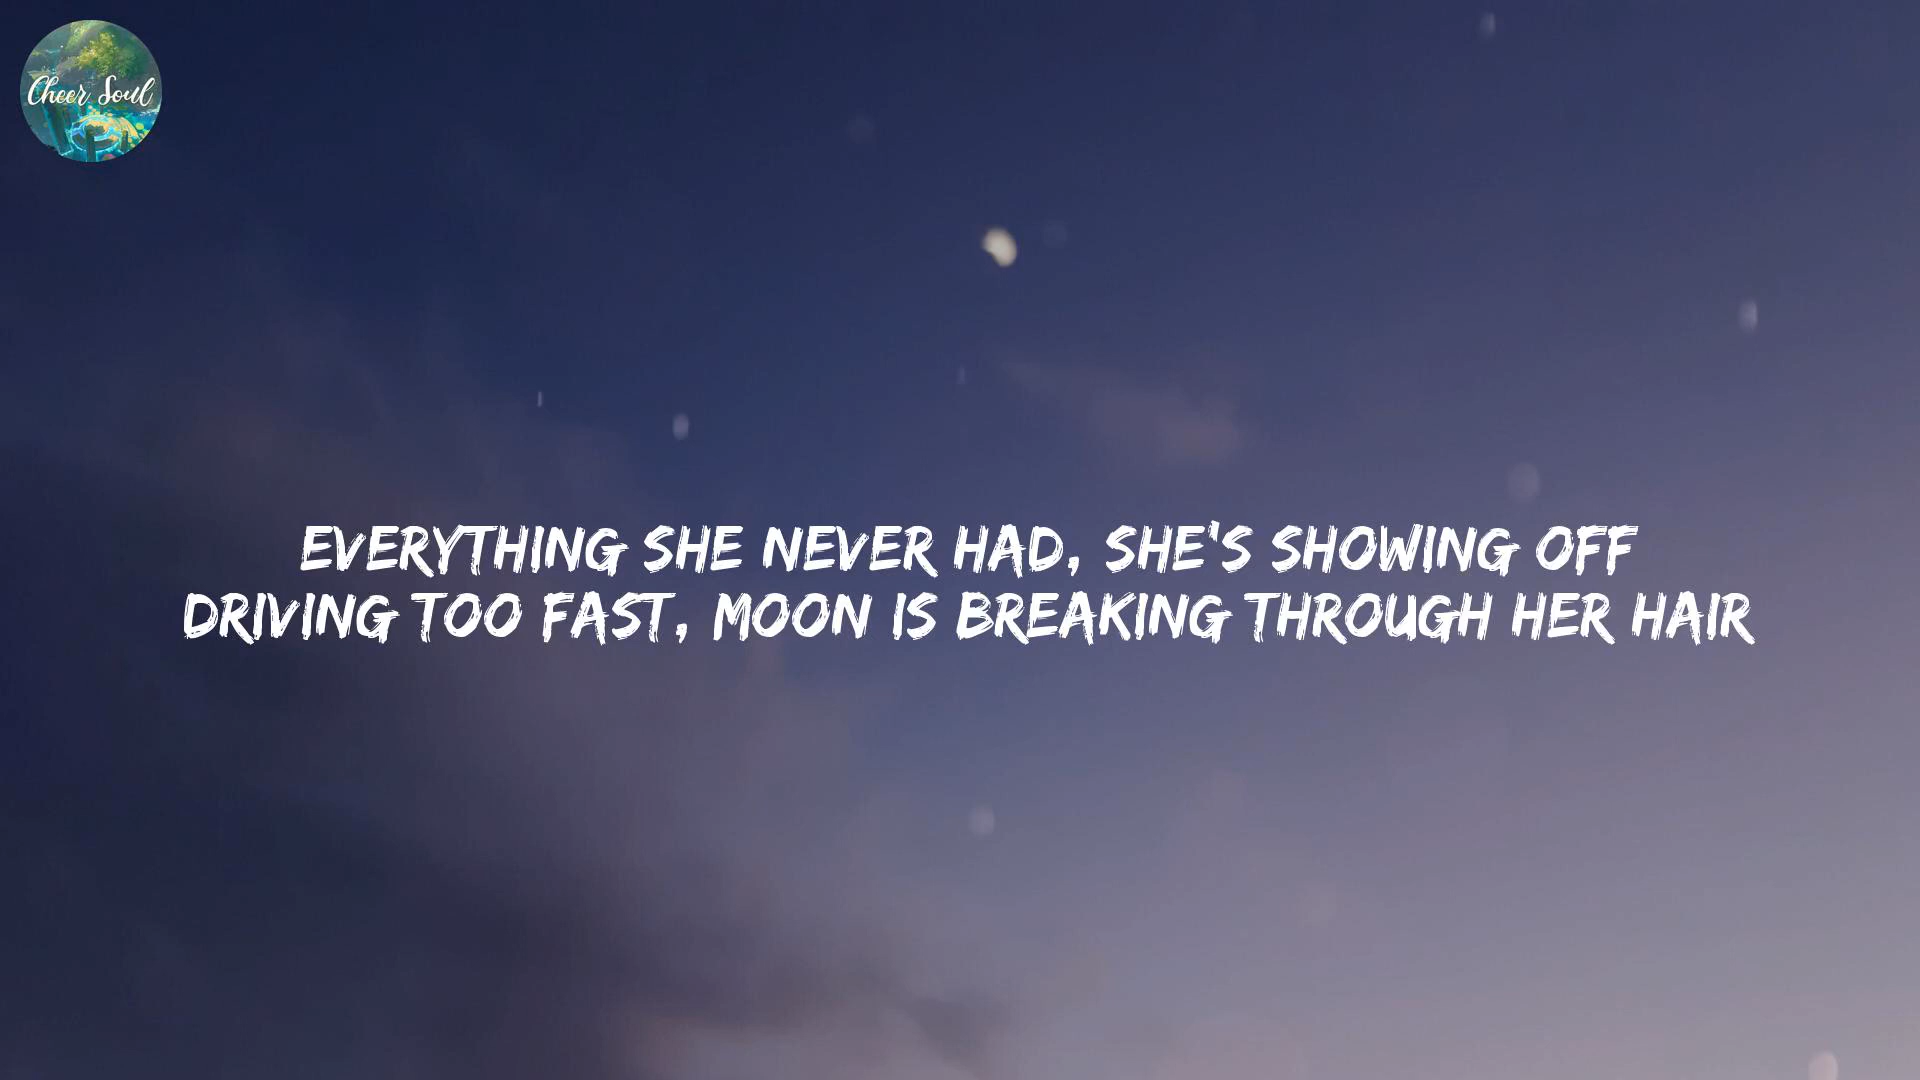 Cheer Soul
EVERYTHING SHE NEVER HAD, SHE'S SHOWING OFF
DRIVING TOO FAST, MOON IS BREAKING THROUGH HER HAIR